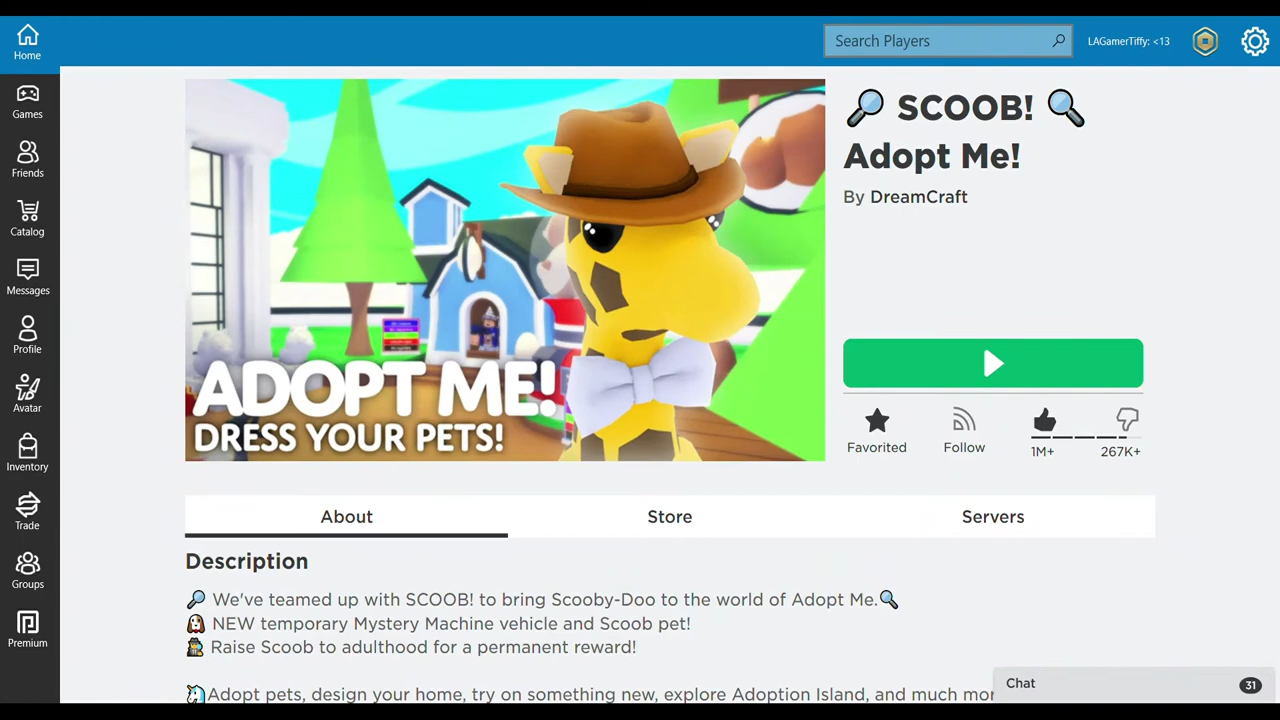 Home
Search Players
LAGamerTiffy: <13
Games
Friends
Catalog
Messages
Profile
Avatar
Inventory
Trade
Groups
Premium
ADOPT ME!
DRESS YOUR PETS!
SCOOB!
Adopt Me!
By DreamCraft
Favorited
Follow
1M+
267K+
About
Store
Servers
Description
We've teamed up with SCOOB! to bring Scooby-Doo to the world of Adopt Me.
NEW temporary Mystery Machine vehicle and Scoob pet!
Raise Scoob to adulthood for a permanent reward!
Adopt pets, design your home, try on something new, explore Adoption Island, and much mor
Chat
31